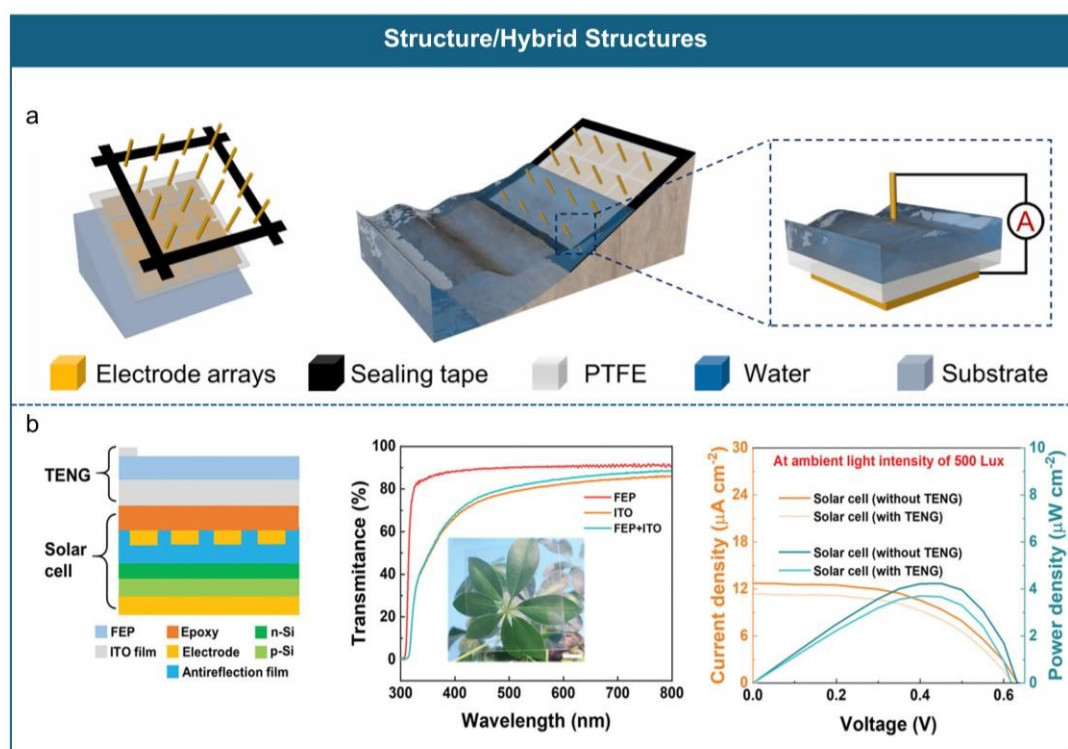 Structure/Hybrid Structures
a
A
Electrode arrays
Sealing tape
PTFE
Water
Substrate
b
TENG
Solar
cell
FEP
Epoxy
n-Si
ITO film
Electrode
p-Si
Antireflection film
Transmitance (%)
100
80
60
40
20
0
FEP
ITO
FEP+ITO
300
400
500
600
700
800
Wavelength (nm)
Current density (μA cm⁻²)
30
24
18
12
6
0
At ambient light intensity of 500 Lux
Solar cell (without TENG)
Solar cell (with TENG)
Solar cell (without TENG)
Solar cell (with TENG)
0.0
0.2
0.4
0.6
Voltage (V)
10
8
6
4
2
0
Power density (μW cm⁻²)